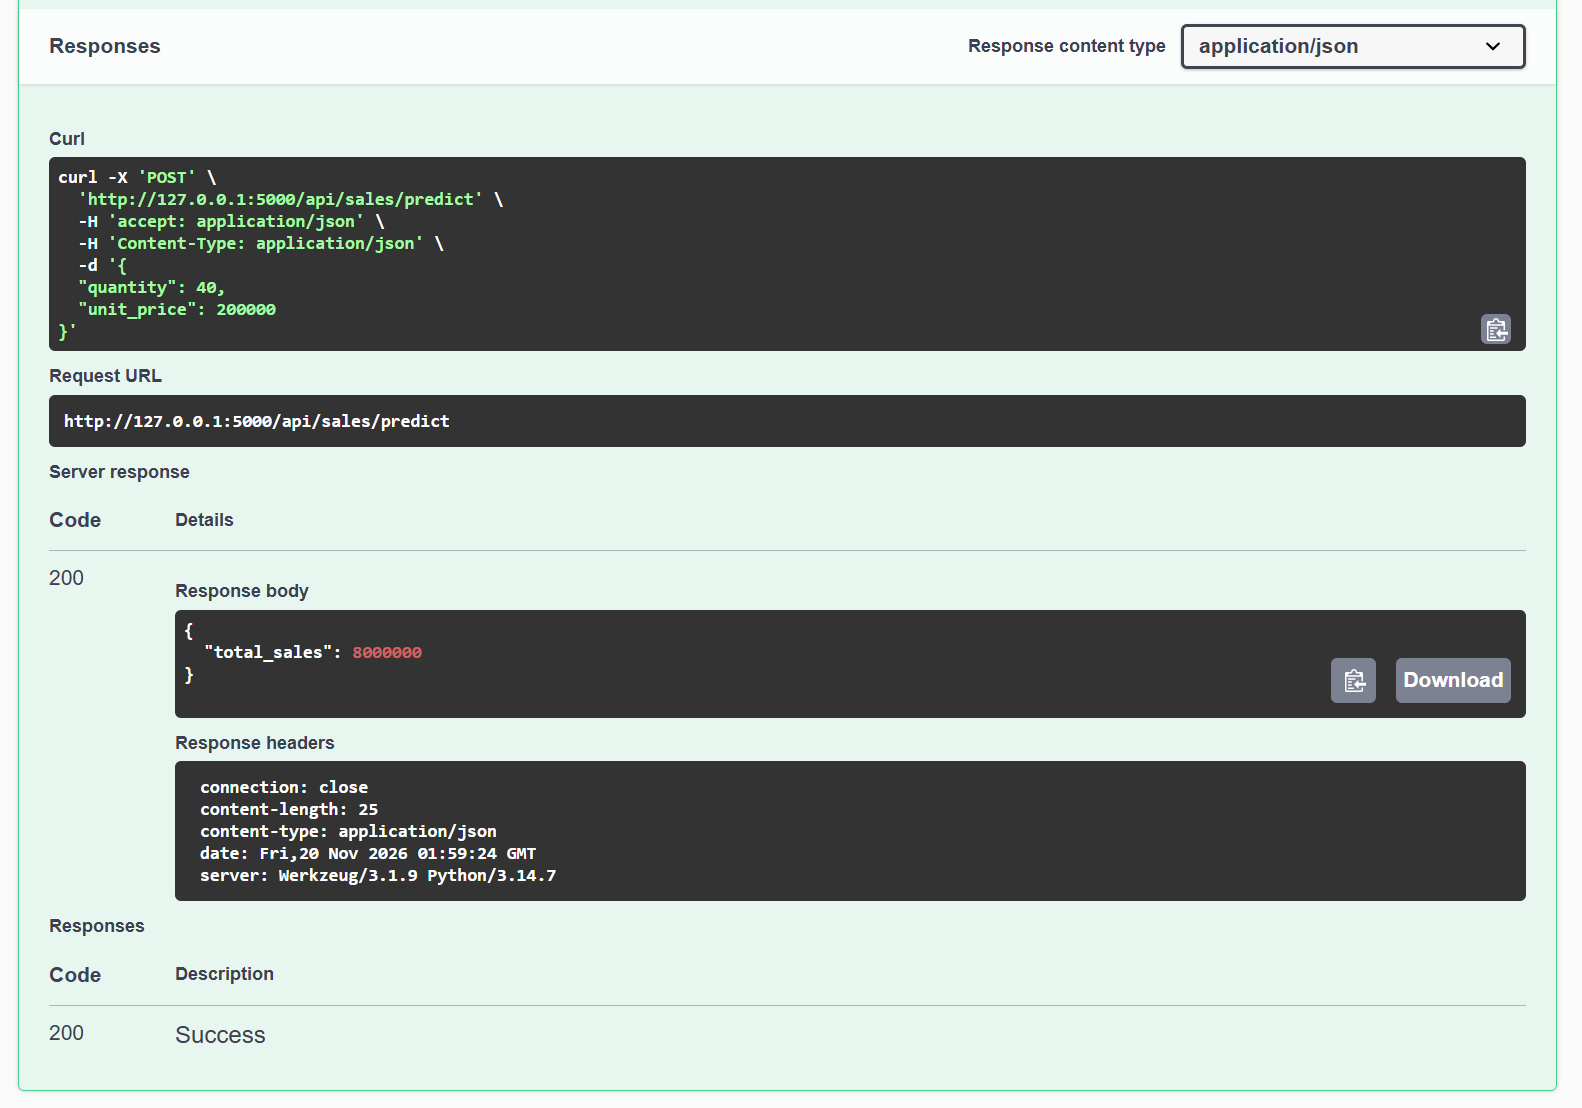 Responses
Response content type
application/json
Curl
curl -X 'POST' \
  'http://127.0.0.1:5000/api/sales/predict' \
  -H 'accept: application/json' \
  -H 'Content-Type: application/json' \
  -d '{
  "quantity": 40,
  "unit_price": 200000
}'
Request URL
http://127.0.0.1:5000/api/sales/predict
Server response
Code Details
200
Response body
{
  "total_sales": 8000000
}
Download
Response headers
connection: close
content-length: 25
content-type: application/json
date: Fri,20 Nov 2026 01:59:24 GMT
server: Werkzeug/3.1.9 Python/3.14.7
Responses
Code Description
200 Success